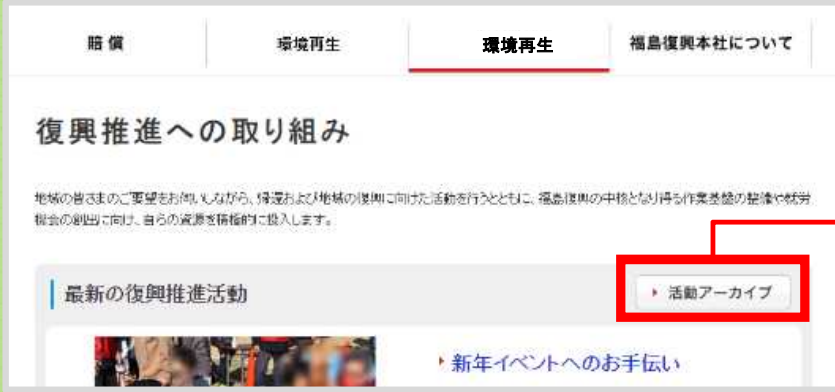 賠償
環境再生
環境再生
福島復興本社について
復興推進への取り組み
地域の皆さまのご要望をお伺いしながら、帰還および地域の復興に向けた活動を行うとともに、福島復興の中核となり得る作業基盤の整備や就労
機会の創出に向け、自らの資源を積極的に投入します。
最新の復興推進活動
活動アーカイブ
新年イベントへのお手伝い